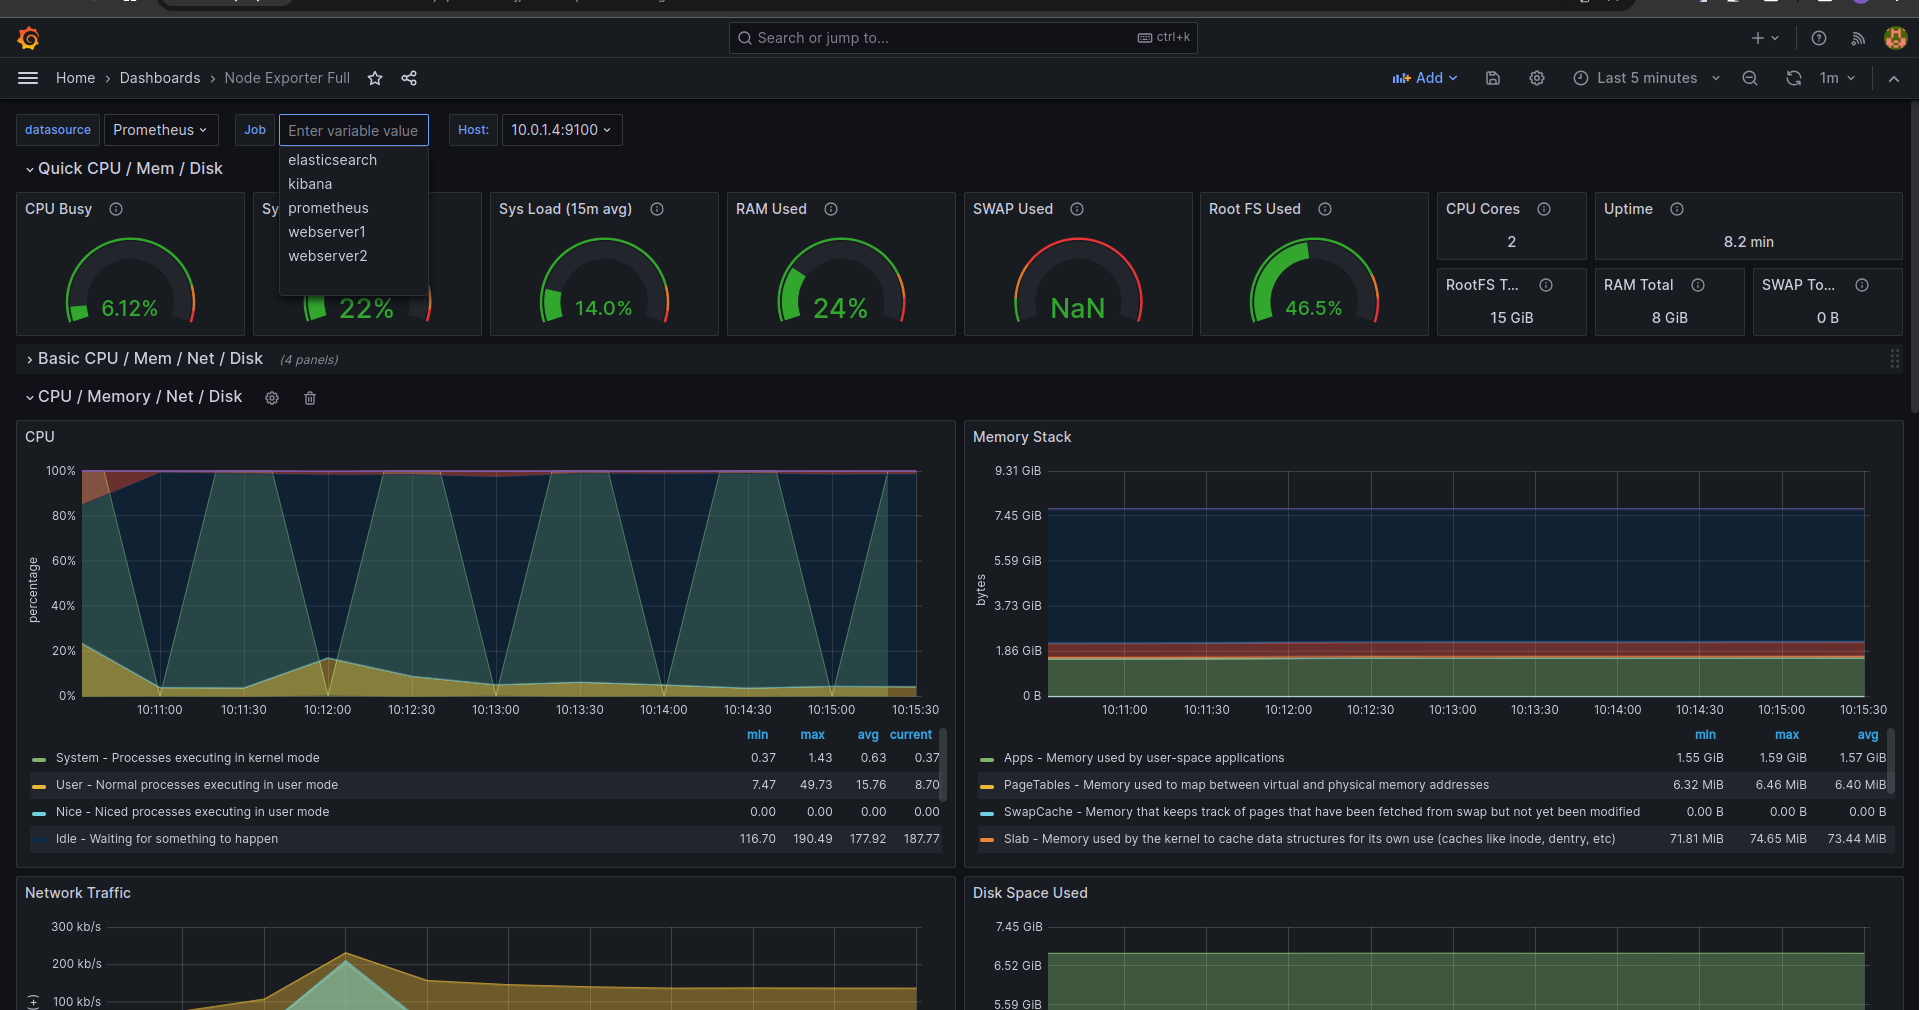 Search or jump to...
ctrl+k
Home
Dashboards
Node Exporter Full
Add
Last 5 minutes
1m
datasource
Prometheus
Job
Enter variable value
Host:
10.0.1.4:9100
elasticsearch
kibana
prometheus
webserver1
webserver2
Quick CPU / Mem / Disk
CPU Busy
6.12%
Sy
22%
Sys Load (15m avg)
14.0%
RAM Used
24%
SWAP Used
NaN
Root FS Used
46.5%
CPU Cores
2
Uptime
8.2 min
RootFS T...
15 GiB
RAM Total
8 GiB
SWAP To...
0 B
Basic CPU / Mem / Net / Disk (4 panels)
CPU / Memory / Net / Disk
CPU
percentage
100%
80%
60%
40%
20%
0%
10:11:00 10:11:30 10:12:00 10:12:30 10:13:00 10:13:30 10:14:00 10:14:30 10:15:00 10:15:30
min max avg current
System - Processes executing in kernel mode 0.37 1.43 0.63 0.37
User - Normal processes executing in user mode 7.47 49.73 15.76 8.70
Nice - Niced processes executing in user mode 0.00 0.00 0.00 0.00
Idle - Waiting for something to happen 116.70 190.49 177.92 187.77
Memory Stack
bytes
9.31 GiB
7.45 GiB
5.59 GiB
3.73 GiB
1.86 GiB
0 B
10:11:00 10:11:30 10:12:00 10:12:30 10:13:00 10:13:30 10:14:00 10:14:30 10:15:00 10:15:30
min max avg
Apps - Memory used by user-space applications 1.55 GiB 1.59 GiB 1.57 GiB
PageTables - Memory used to map between virtual and physical memory addresses 6.32 MiB 6.46 MiB 6.40 MiB
SwapCache - Memory that keeps track of pages that have been fetched from swap but not yet been modified 0.00 B 0.00 B 0.00 B
Slab - Memory used by the kernel to cache data structures for its own use (caches like inode, dentry, etc) 71.81 MiB 74.65 MiB 73.44 MiB
Network Traffic
300 kb/s
200 kb/s
100 kb/s
(+)
Disk Space Used
7.45 GiB
6.52 GiB
5.59 GiB